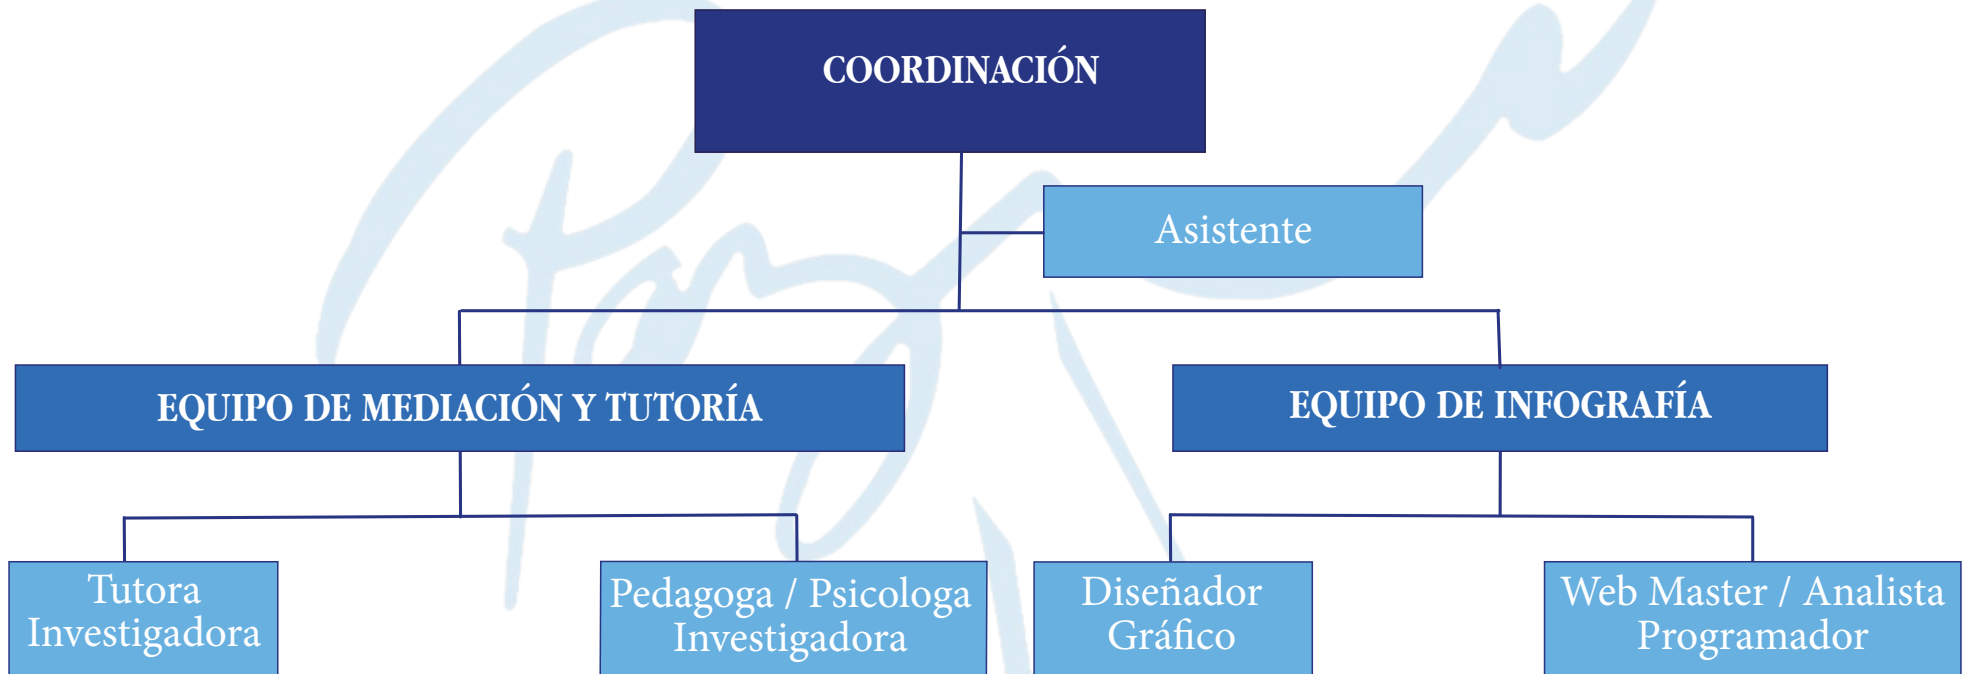 COORDINACIÓN
Asistente
EQUIPO DE MEDIACIÓN Y TUTORÍA
EQUIPO DE INFOGRAFÍA
Tutora
Investigadora
Pedagoga / Psicologa
Investigadora
Diseñador
Gráfico
Web Master / Analista
Programador